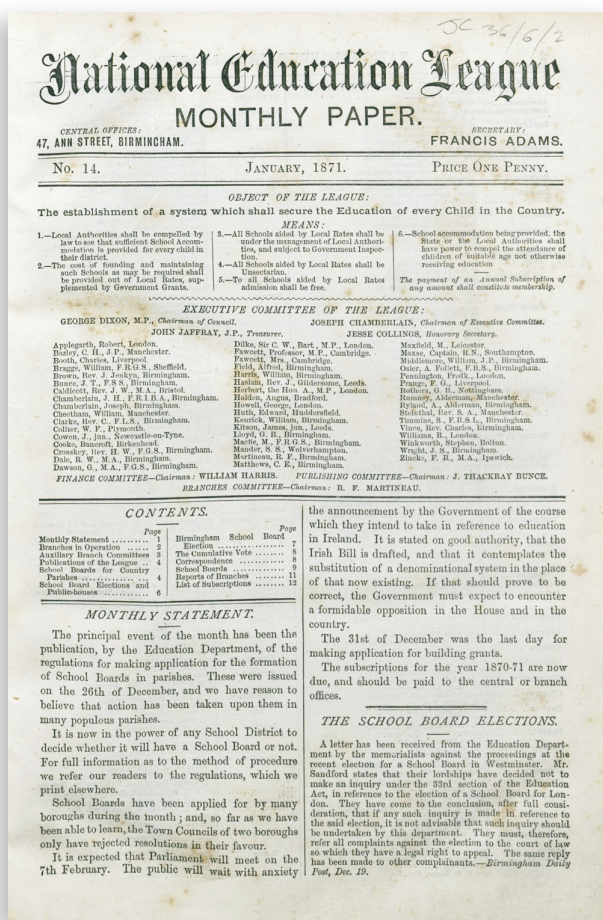 JC 36/6/2
National Education League
MONTHLY PAPER.
CENTRAL OFFICES:
47, ANN STREET, BIRMINGHAM.
SECRETARY:
FRANCIS ADAMS.
No. 14.
JANUARY, 1871.
PRICE ONE PENNY.
OBJECT OF THE LEAGUE:
The establishment of a system which shall secure the Education of every Child in the Country.
MEANS:
1.—Local Authorities shall be compelled by
law to see that sufficient School Accom-
modation is provided for every child in
their district.
2.—The cost of founding and maintaining
such Schools as may be required shall
be provided out of Local Rates, sup-
plemented by Government Grants.
3.—All Schools aided by Local Rates shall be
under the management of Local Authori-
ties, and subject to Government Inspec-
tion.
4.—All Schools aided by Local Rates shall be
Unsectarian.
5.—To all Schools aided by Local Rates
admission shall be free.
6.—School accommodation being provided, the
State or the Local Authorities shall
have power to compel the attendance of
children of suitable age not otherwise
receiving education
The payment of an Annual Subscription of
any amount shall constitute membership.
EXECUTIVE COMMITTEE OF THE LEAGUE:
GEORGE DIXON, M.P., Chairman of Council.
JOSEPH CHAMBERLAIN, Chairman of Executive Committee.
JOHN JAFFRAY, J.P., Treasurer.
JESSE COLLINGS, Honorary Secretary.
Applegarth, Robert, London.
Bazley, C. H., J.P., Manchester.
Booth, Charles, Liverpool.
Bragge, William, F.R.G.S., Sheffield.
Brown, Rev. J. Jenkyn, Birmingham.
Bunce, J. T., F.S S., Birmingham.
Caldicott, Rev. J. W., M.A., Bristol.
Chamberlain, J. H., F.R.I.B.A., Birmingham.
Chamberlain, Joseph, Birmingham.
Cheetham, William, Manchester
Clarke, Rev. C., F.L.S., Birmingham.
Collier, W. F., Plymouth.
Cowen, J., jun., Newcastle-on-Tyne.
Cooks, Bancroft, Birkenhead
Crosskey, Rev. H. W., F.G.S., Birmingham.
Dale, R. W., M.A., Birmingham.
Dawson, G., M.A., F.G.S., Birmingham.
Dilke, Sir C. W., Bart., M.P., London.
Fawcett, Professor, M.P., Cambridge.
Fawcett, Mrs., Cambridge.
Field, Alfred, Birmingham.
Harris, William, Birmingham.
Haslam, Rev. J., Gildersome, Leeds.
Herbert, the Hon. A., M P., London.
Holden, Angus, Bradford
Howell, George, London.
Huth, Edward, Huddersfield.
Kenrick, William, Birmingham.
Kitson, James, jun., Leeds.
Lloyd, G. B., Birmingham.
Macfie, M., F.R.G.S., Birmingham.
Mander, S. S., Wolverhampton.
Martineau, R. F., Birmingham.
Matthews, C. E., Birmingham.
Maxfield, M., Leicester.
Maxse, Captain, R.N., Southampton.
Middlemore, William, J.P., Birmingham.
Osler, A. Follett, F.R.S., Birmingham.
Pennington, Fredk., London.
Prange, F. G., Liverpool.
Rothera, G. B., Nottingham.
Rumney, Alderman, Manchester.
Ryland, A., Alderman, Birmingham.
Steinthal, Rev. S. A., Manchester.
Timmins, S., F.R.S L., Birmingham.
Vince, Rev. Charles, Birmingham.
Williams, R., London.
Winkworth, Stephen, Bolton.
Wright, J. S., Birmingham.
Zincke, F. B., M.A., Ipswich.
FINANCE COMMITTEE—Chairman: WILLIAM HARRIS.
PUBLISHING COMMITTEE—Chairman: J. THACKRAY BUNCE.
BRANCHES COMMITTEE—Chairman: R. F. MARTINEAU.
CONTENTS.
Page
Monthly Statement .......... 1
Branches in Operation ...... 2
Auxiliary Branch Committees 3
Publications of the League ... 4
School Boards for Country
Parishes .................. 4
School Board Elections and
Public-houses ............. 6
Page
Birmingham School Board
Election .................. 7
The Cumulative Vote ........ 8
Correspondence ............. 8
School Boards .............. 9
Reports of Branches ........ 11
List of Subscriptions ........ 12
MONTHLY STATEMENT.
The principal event of the month has been the
publication, by the Education Department, of the
regulations for making application for the formation
of School Boards in parishes. These were issued
on the 26th of December, and we have reason to
believe that action has been taken upon them in
many populous parishes.
It is now in the power of any School District to
decide whether it will have a School Board or not.
For full information as to the method of procedure
we refer our readers to the regulations, which we
print elsewhere.
School Boards have been applied for by many
boroughs during the month; and, so far as we have
been able to learn, the Town Councils of two boroughs
only have rejected resolutions in their favour.
It is expected that Parliament will meet on the
7th February. The public will wait with anxiety
the announcement by the Government of the course
which they intend to take in reference to education
in Ireland. It is stated on good authority, that the
Irish Bill is drafted, and that it contemplates the
substitution of a denominational system in the place
of that now existing. If that should prove to be
correct, the Government must expect to encounter
a formidable opposition in the House and in the
country.
The 31st of December was the last day for
making application for building grants.
The subscriptions for the year 1870-71 are now
due, and should be paid to the central or branch
offices.
THE SCHOOL BOARD ELECTIONS.
A letter has been received from the Education Depart-
ment by the memorialists against the proceedings at the
recent election for a School Board in Westminster. Mr.
Sandford states that their lordships have decided not to
make an inquiry under the 33rd section of the Education
Act, in reference to the election of a School Board for Lon-
don. They have come to the conclusion, after full consi-
deration, that if any such inquiry is made in reference to
the said election, it is not advisable that such inquiry should
be undertaken by this department. They must, therefore,
refer all complaints against the election to the court of law
so which they have a legal right to appeal. The same reply
has been made to other complainants.—Birmingham Daily
Post, Dec. 19.